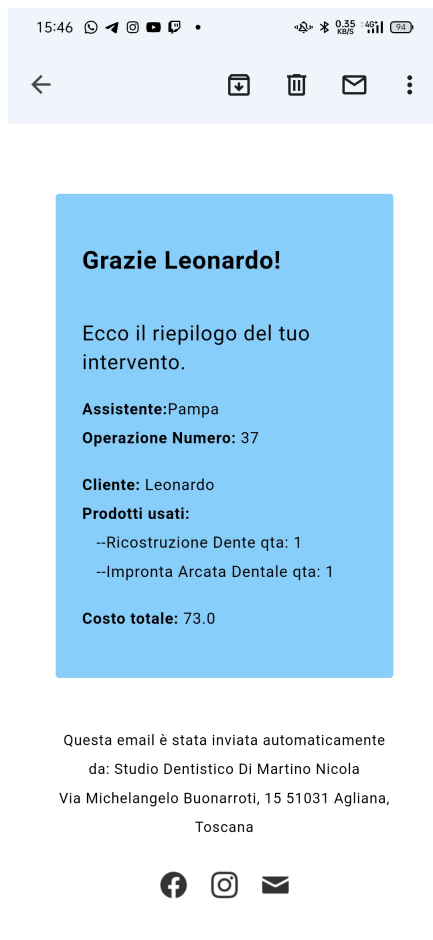 15:46
0.35
KB/S
4G+
94
Grazie Leonardo!
Ecco il riepilogo del tuo
intervento.
Assistente:Pampa
Operazione Numero: 37
Cliente: Leonardo
Prodotti usati:
--Ricostruzione Dente qta: 1
--Impronta Arcata Dentale qta: 1
Costo totale: 73.0
Questa email è stata inviata automaticamente
da: Studio Dentistico Di Martino Nicola
Via Michelangelo Buonarroti, 15 51031 Agliana,
Toscana